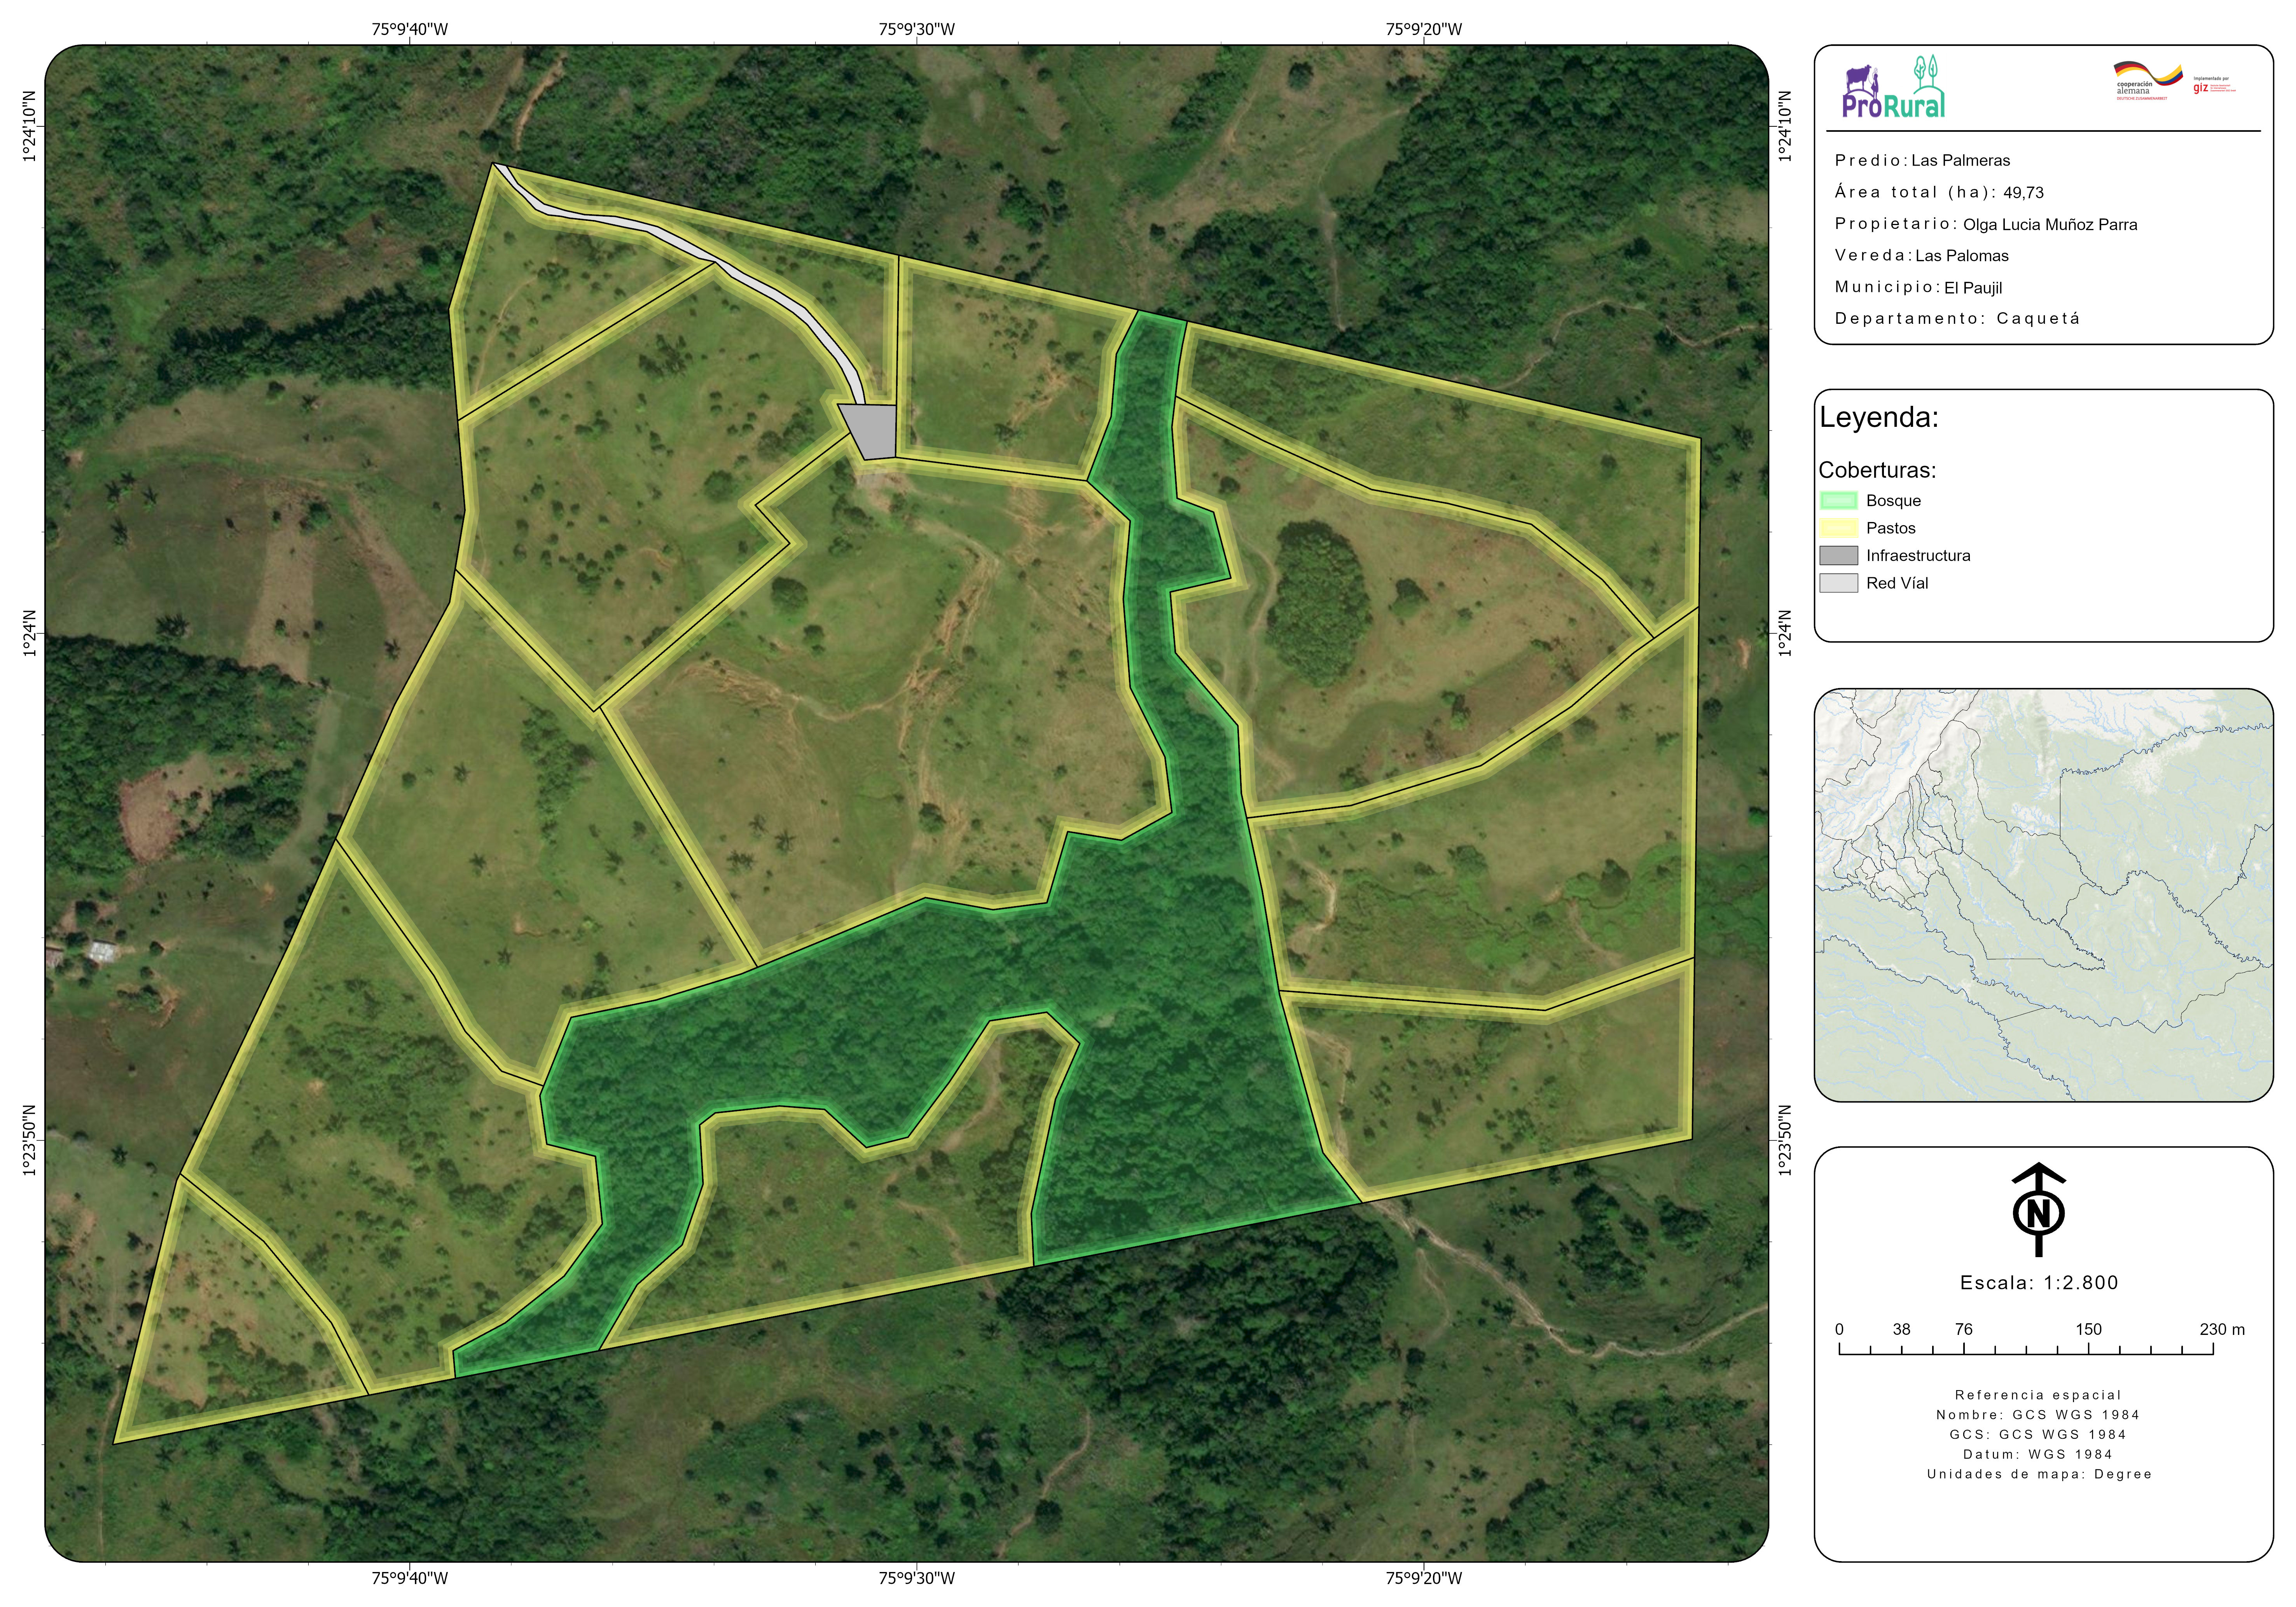 75°9'40"W
75°9'30"W
75°9'20"W
1°24'10"N
1°24'N
1°23'50"N
1°24'10"N
1°24'N
1°23'50"N
75°9'40"W
75°9'30"W
75°9'20"W
ProRural
cooperación
alemana
DEUTSCHE ZUSAMMENARBEIT
Implementada por
giz
Predio: Las Palmeras
Área total (ha): 49,73
Propietario: Olga Lucia Muñoz Parra
Vereda: Las Palomas
Municipio: El Paujil
Departamento: Caquetá
Leyenda:
Coberturas:
Bosque
Pastos
Infraestructura
Red Víal
N
Escala: 1:2.800
0 38 76 150 230 m
Referencia espacial
Nombre: GCS WGS 1984
GCS: GCS WGS 1984
Datum: WGS 1984
Unidades de mapa: Degree